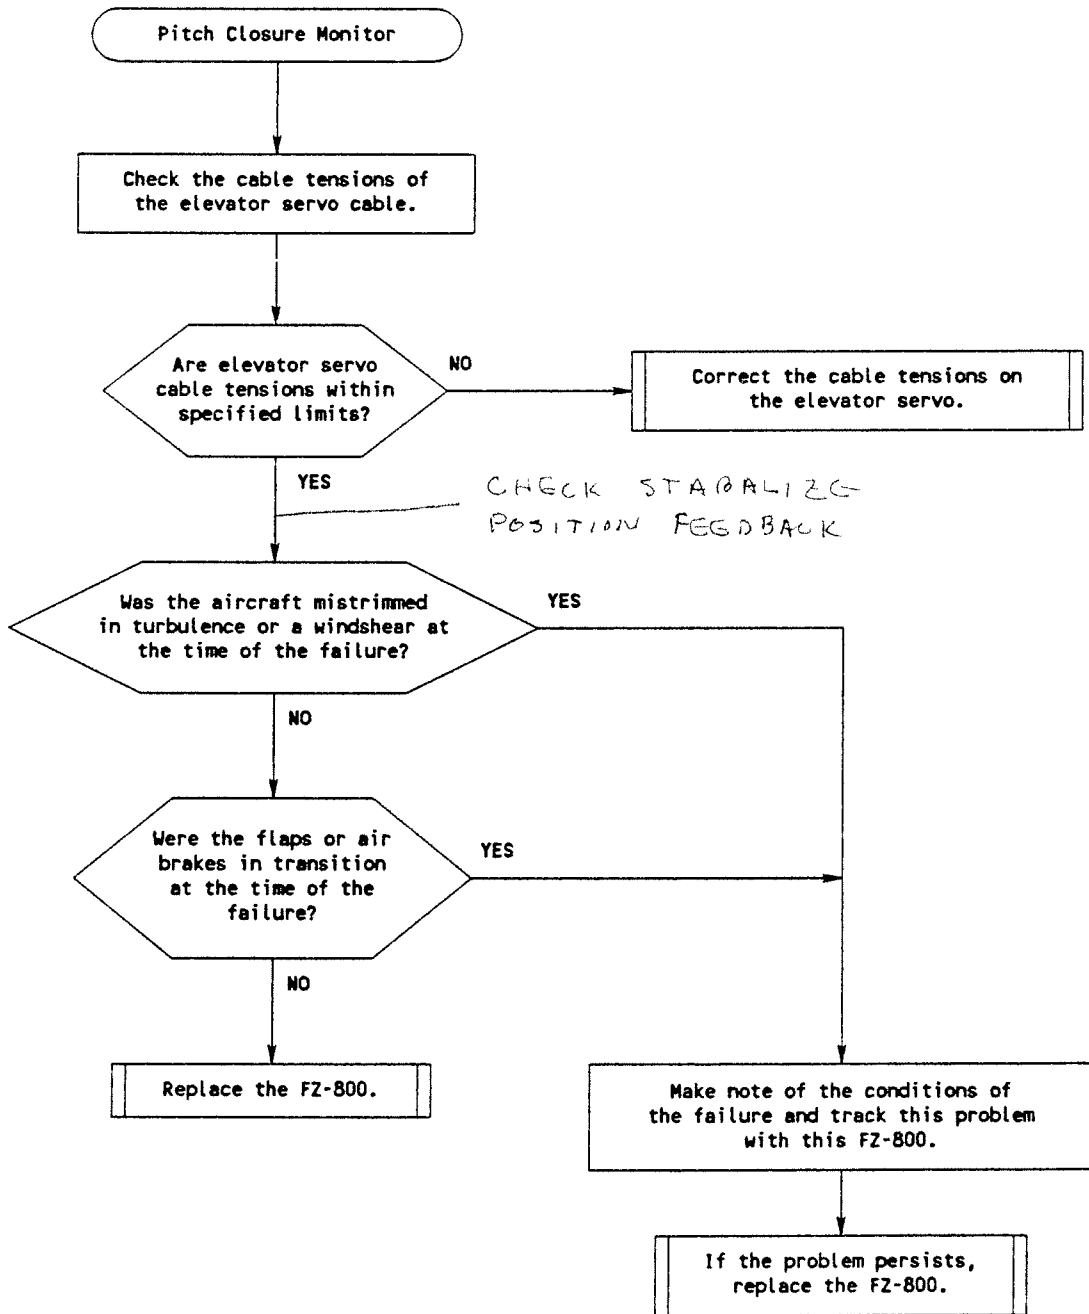 Pitch Closure Monitor
Check the cable tensions of
the elevator servo cable.
Are elevator servo
cable tensions within
specified limits?
NO
Correct the cable tensions on
the elevator servo.
YES
CHECK STABALIZE
POSITION FEEDBACK
Was the aircraft mistrimmed
in turbulence or a windshear at
the time of the failure?
YES
NO
Were the flaps or air
brakes in transition
at the time of the
failure?
YES
NO
Replace the FZ-800.
Make note of the conditions of
the failure and track this problem
with this FZ-800.
If the problem persists,
replace the FZ-800.